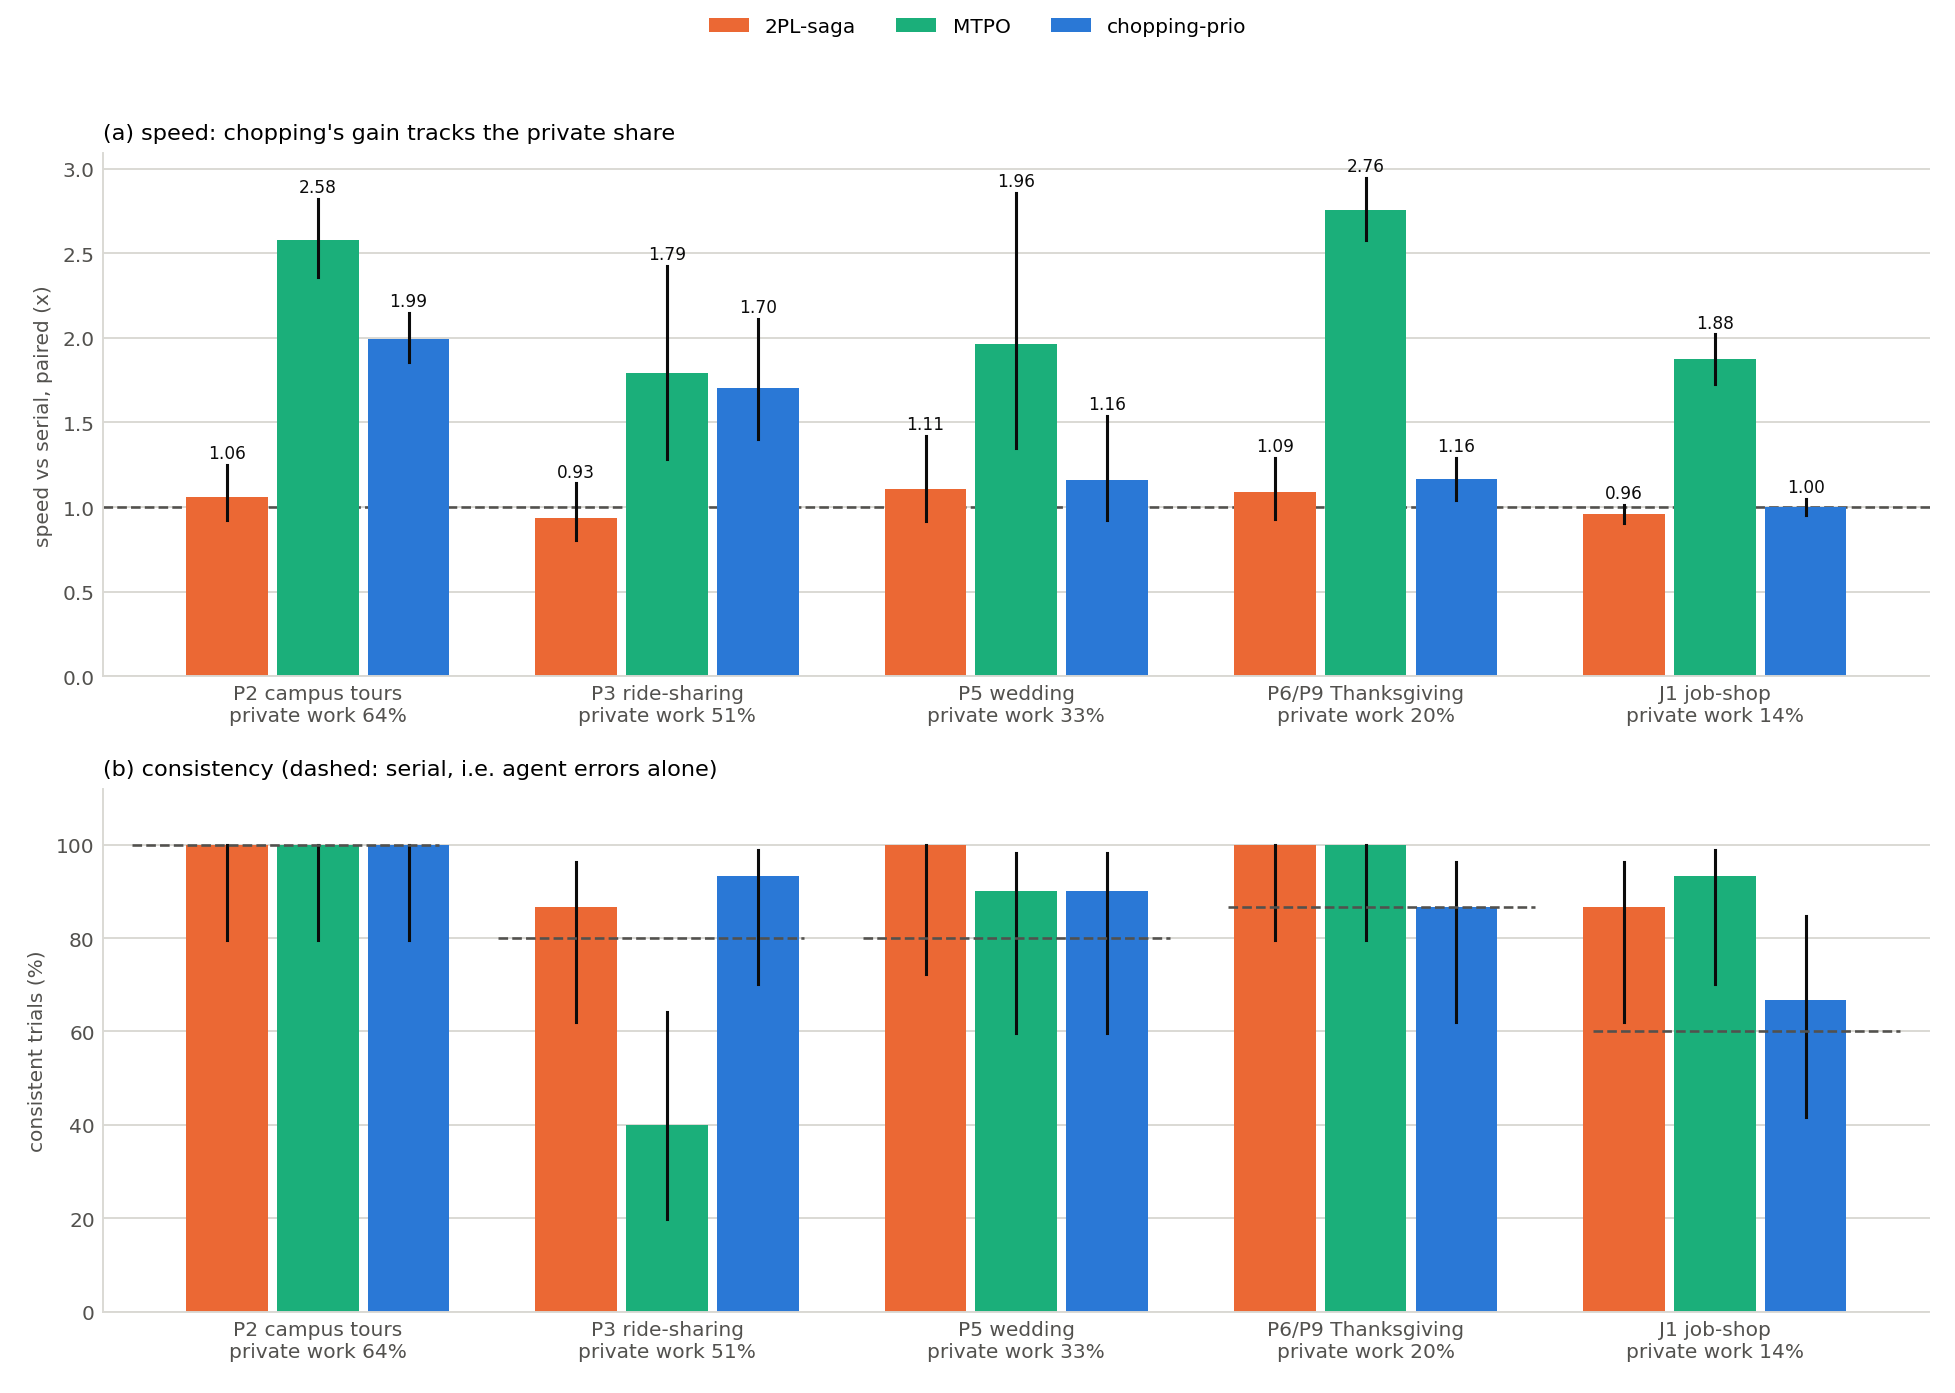 2PL-saga MTPO chopping-prio
(a) speed: chopping's gain tracks the private share
speed vs serial, paired (x)
3.0
2.5
2.0
1.5
1.0
0.5
0.0
1.06
2.58
1.99
0.93
1.79
1.70
1.11
1.96
1.16
1.09
2.76
1.16
0.96
1.88
1.00
P2 campus tours
private work 64%
P3 ride-sharing
private work 51%
P5 wedding
private work 33%
P6/P9 Thanksgiving
private work 20%
J1 job-shop
private work 14%
(b) consistency (dashed: serial, i.e. agent errors alone)
consistent trials (%)
100
80
60
40
20
0
P2 campus tours
private work 64%
P3 ride-sharing
private work 51%
P5 wedding
private work 33%
P6/P9 Thanksgiving
private work 20%
J1 job-shop
private work 14%